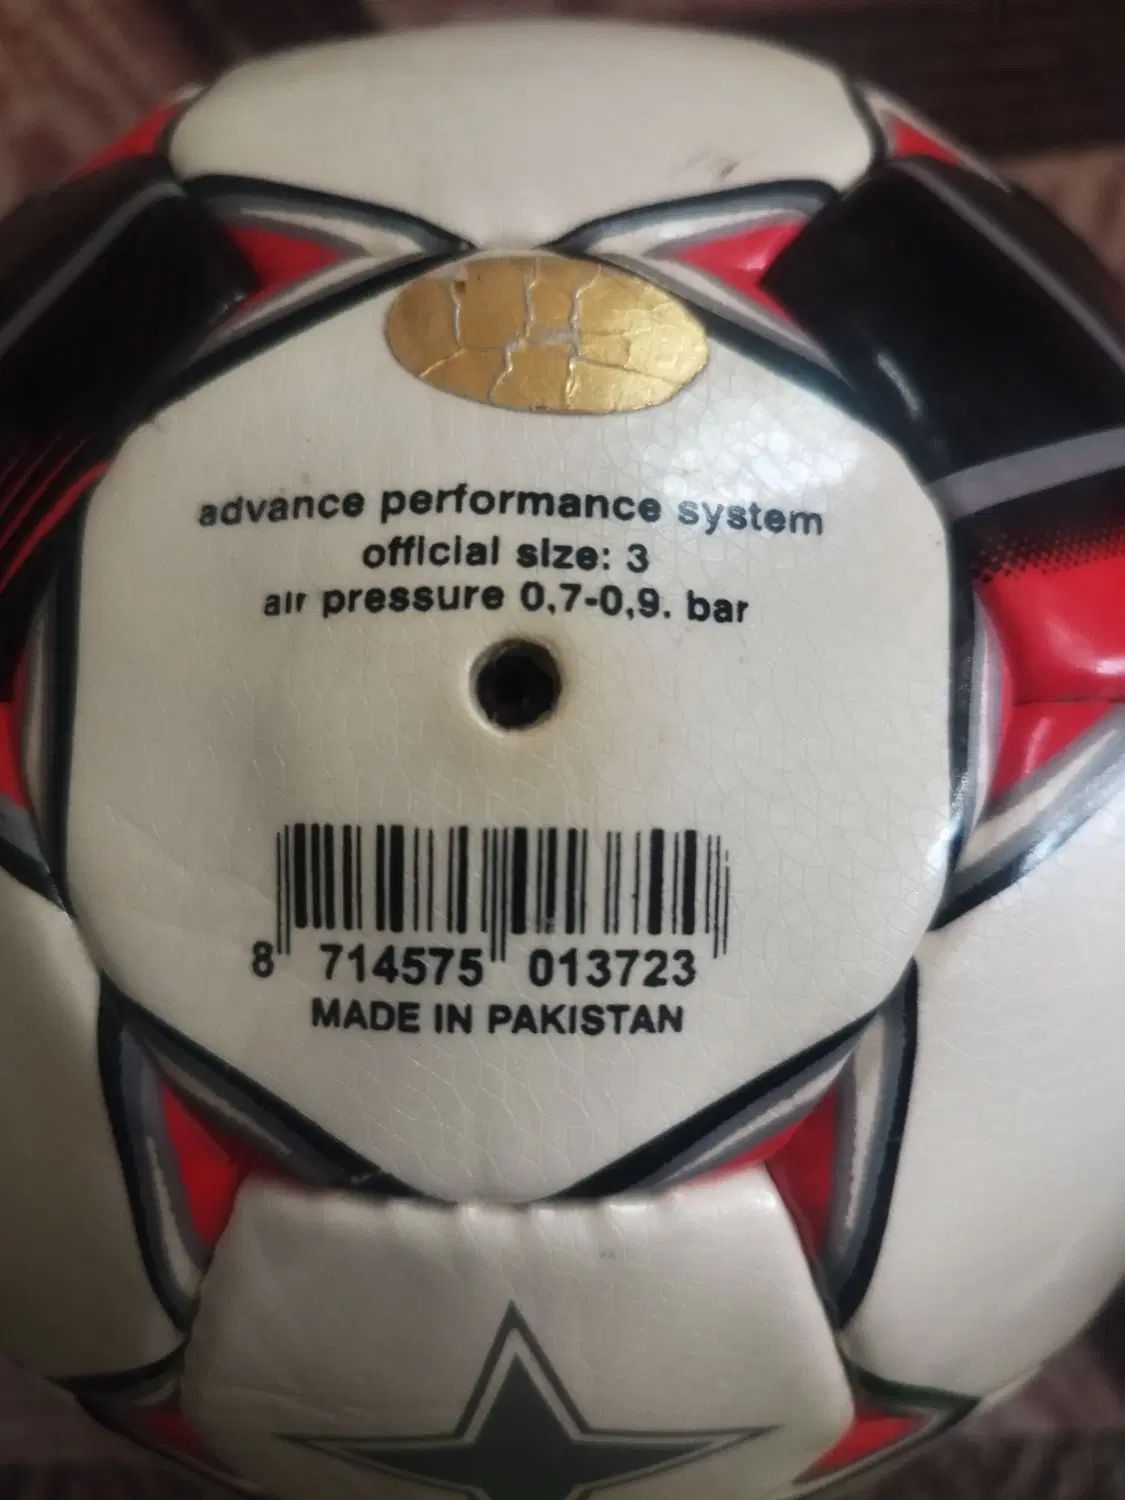 advance performance system
official size: 3
air pressure 0,7-0,9. bar
8 714575 013723
MADE IN PAKISTAN